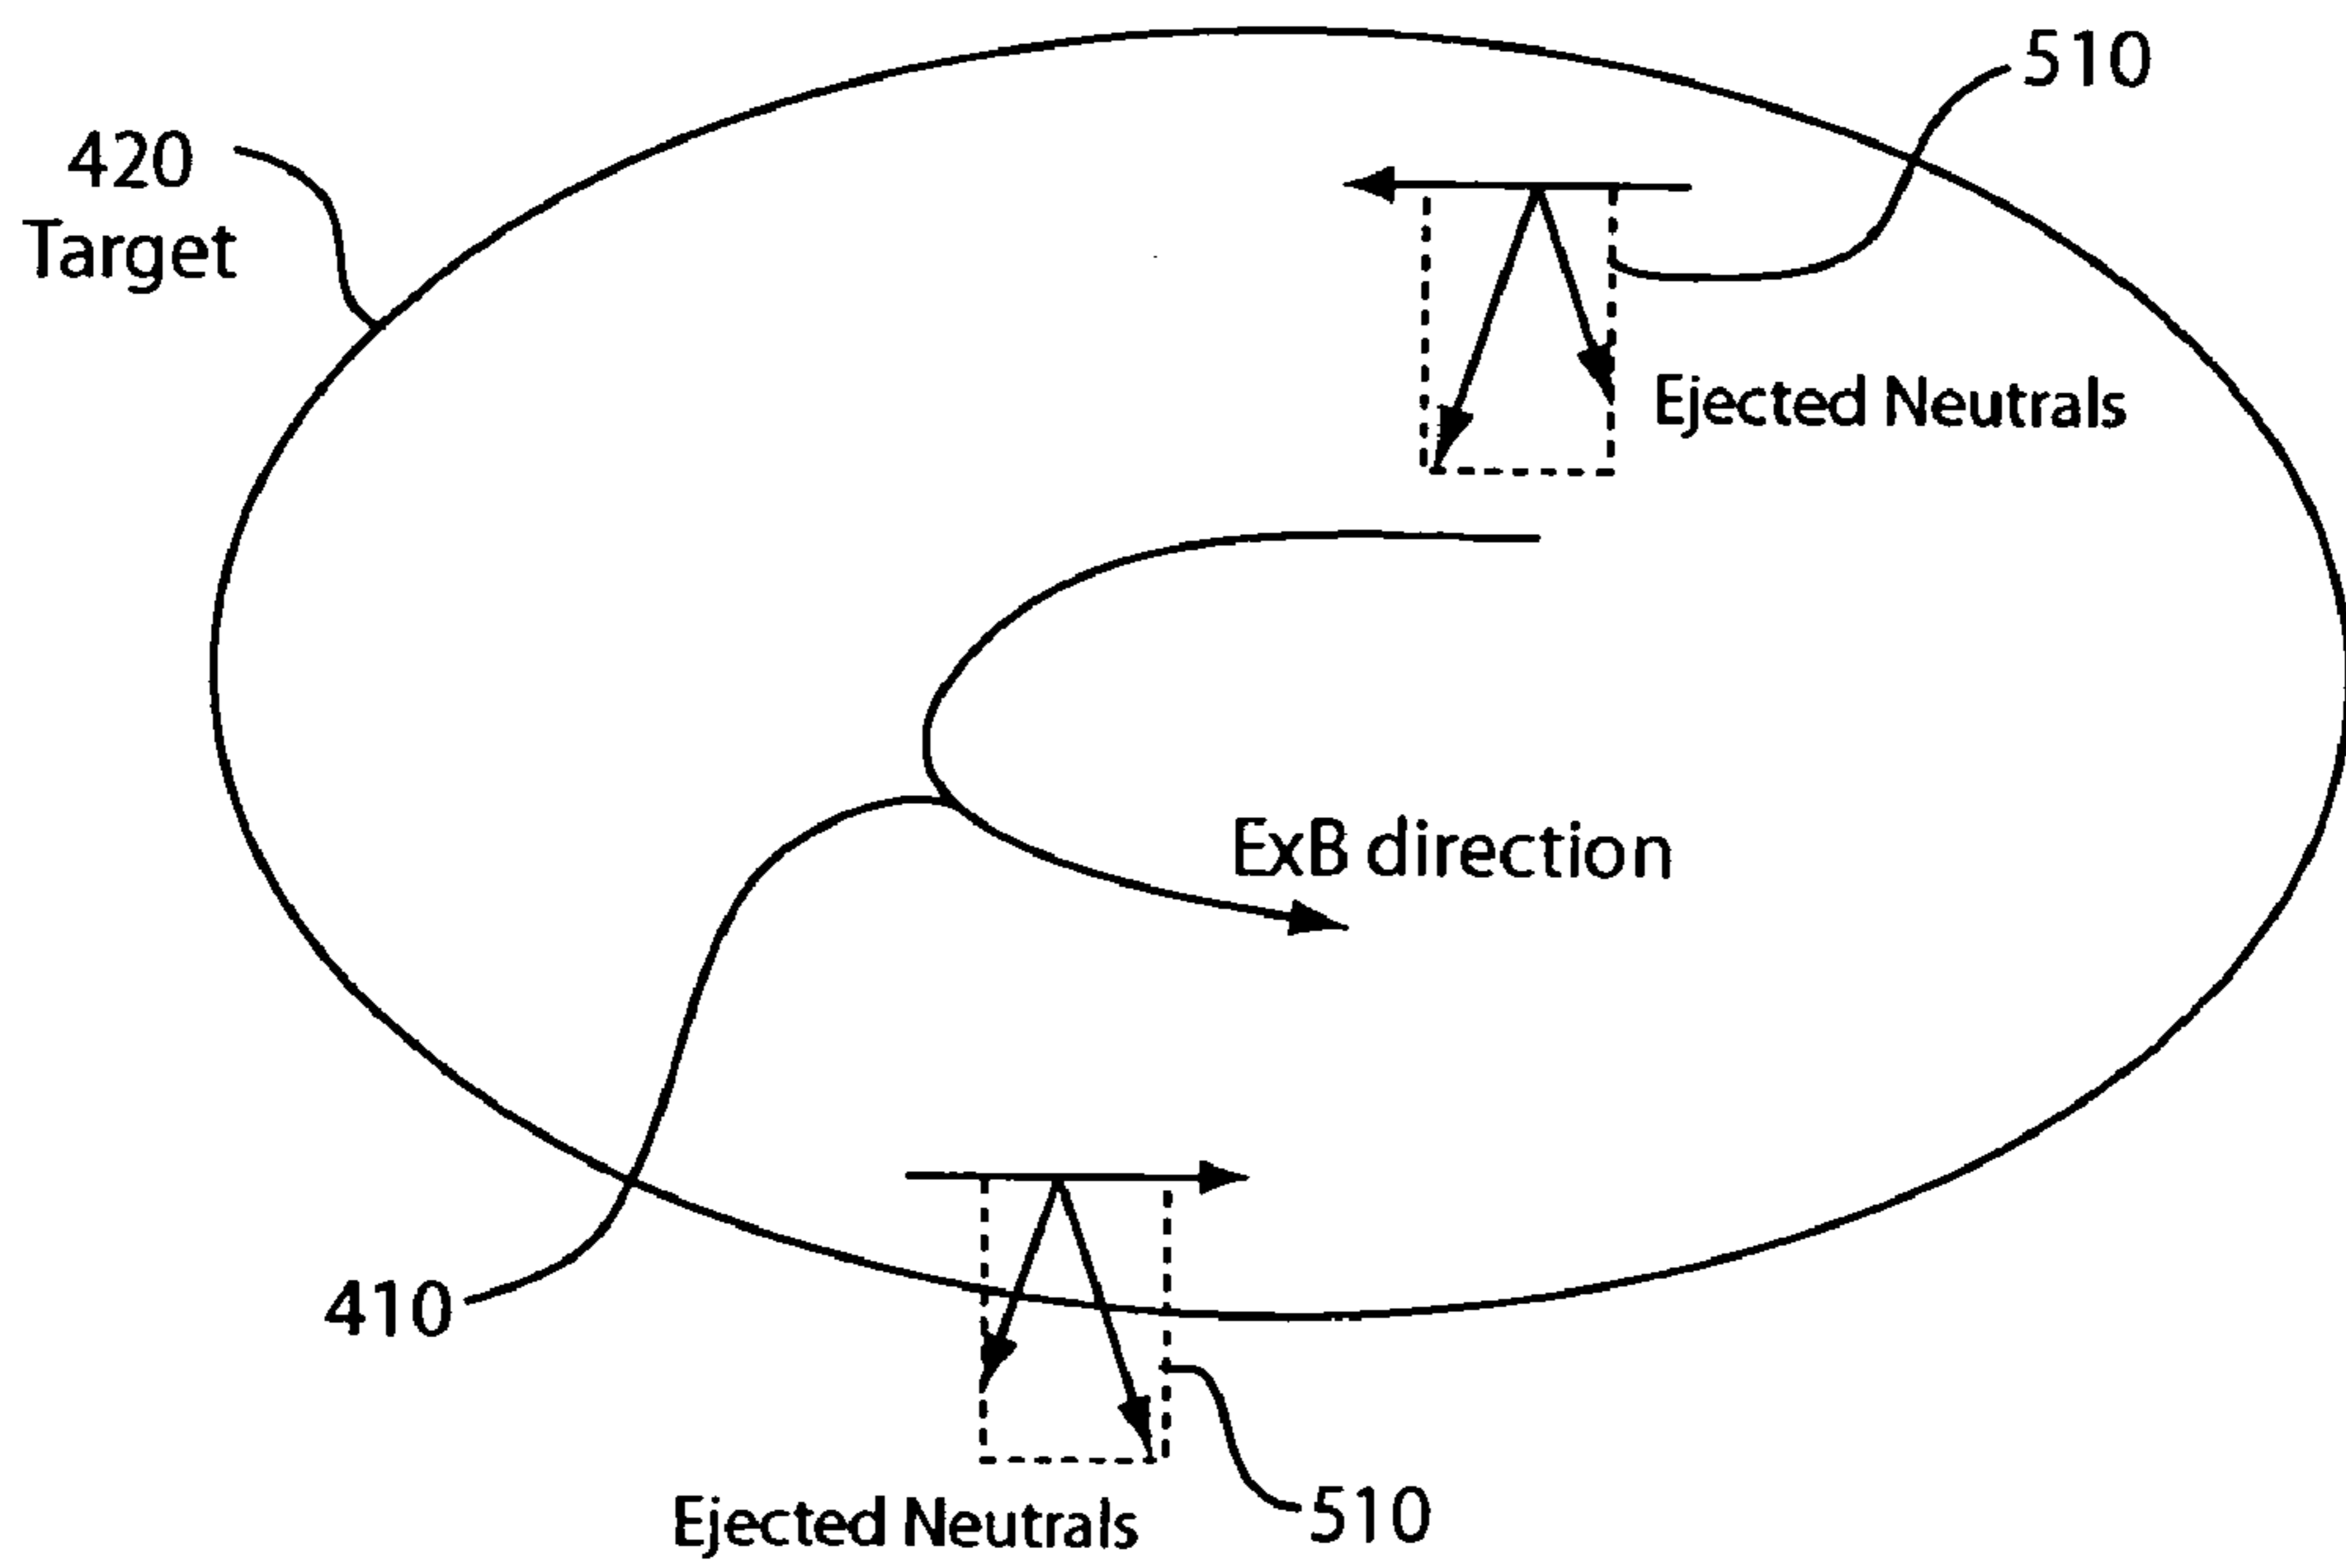 510
420
Target
Ejected Neutrals
ExB direction
410
Ejected Neutrals
510